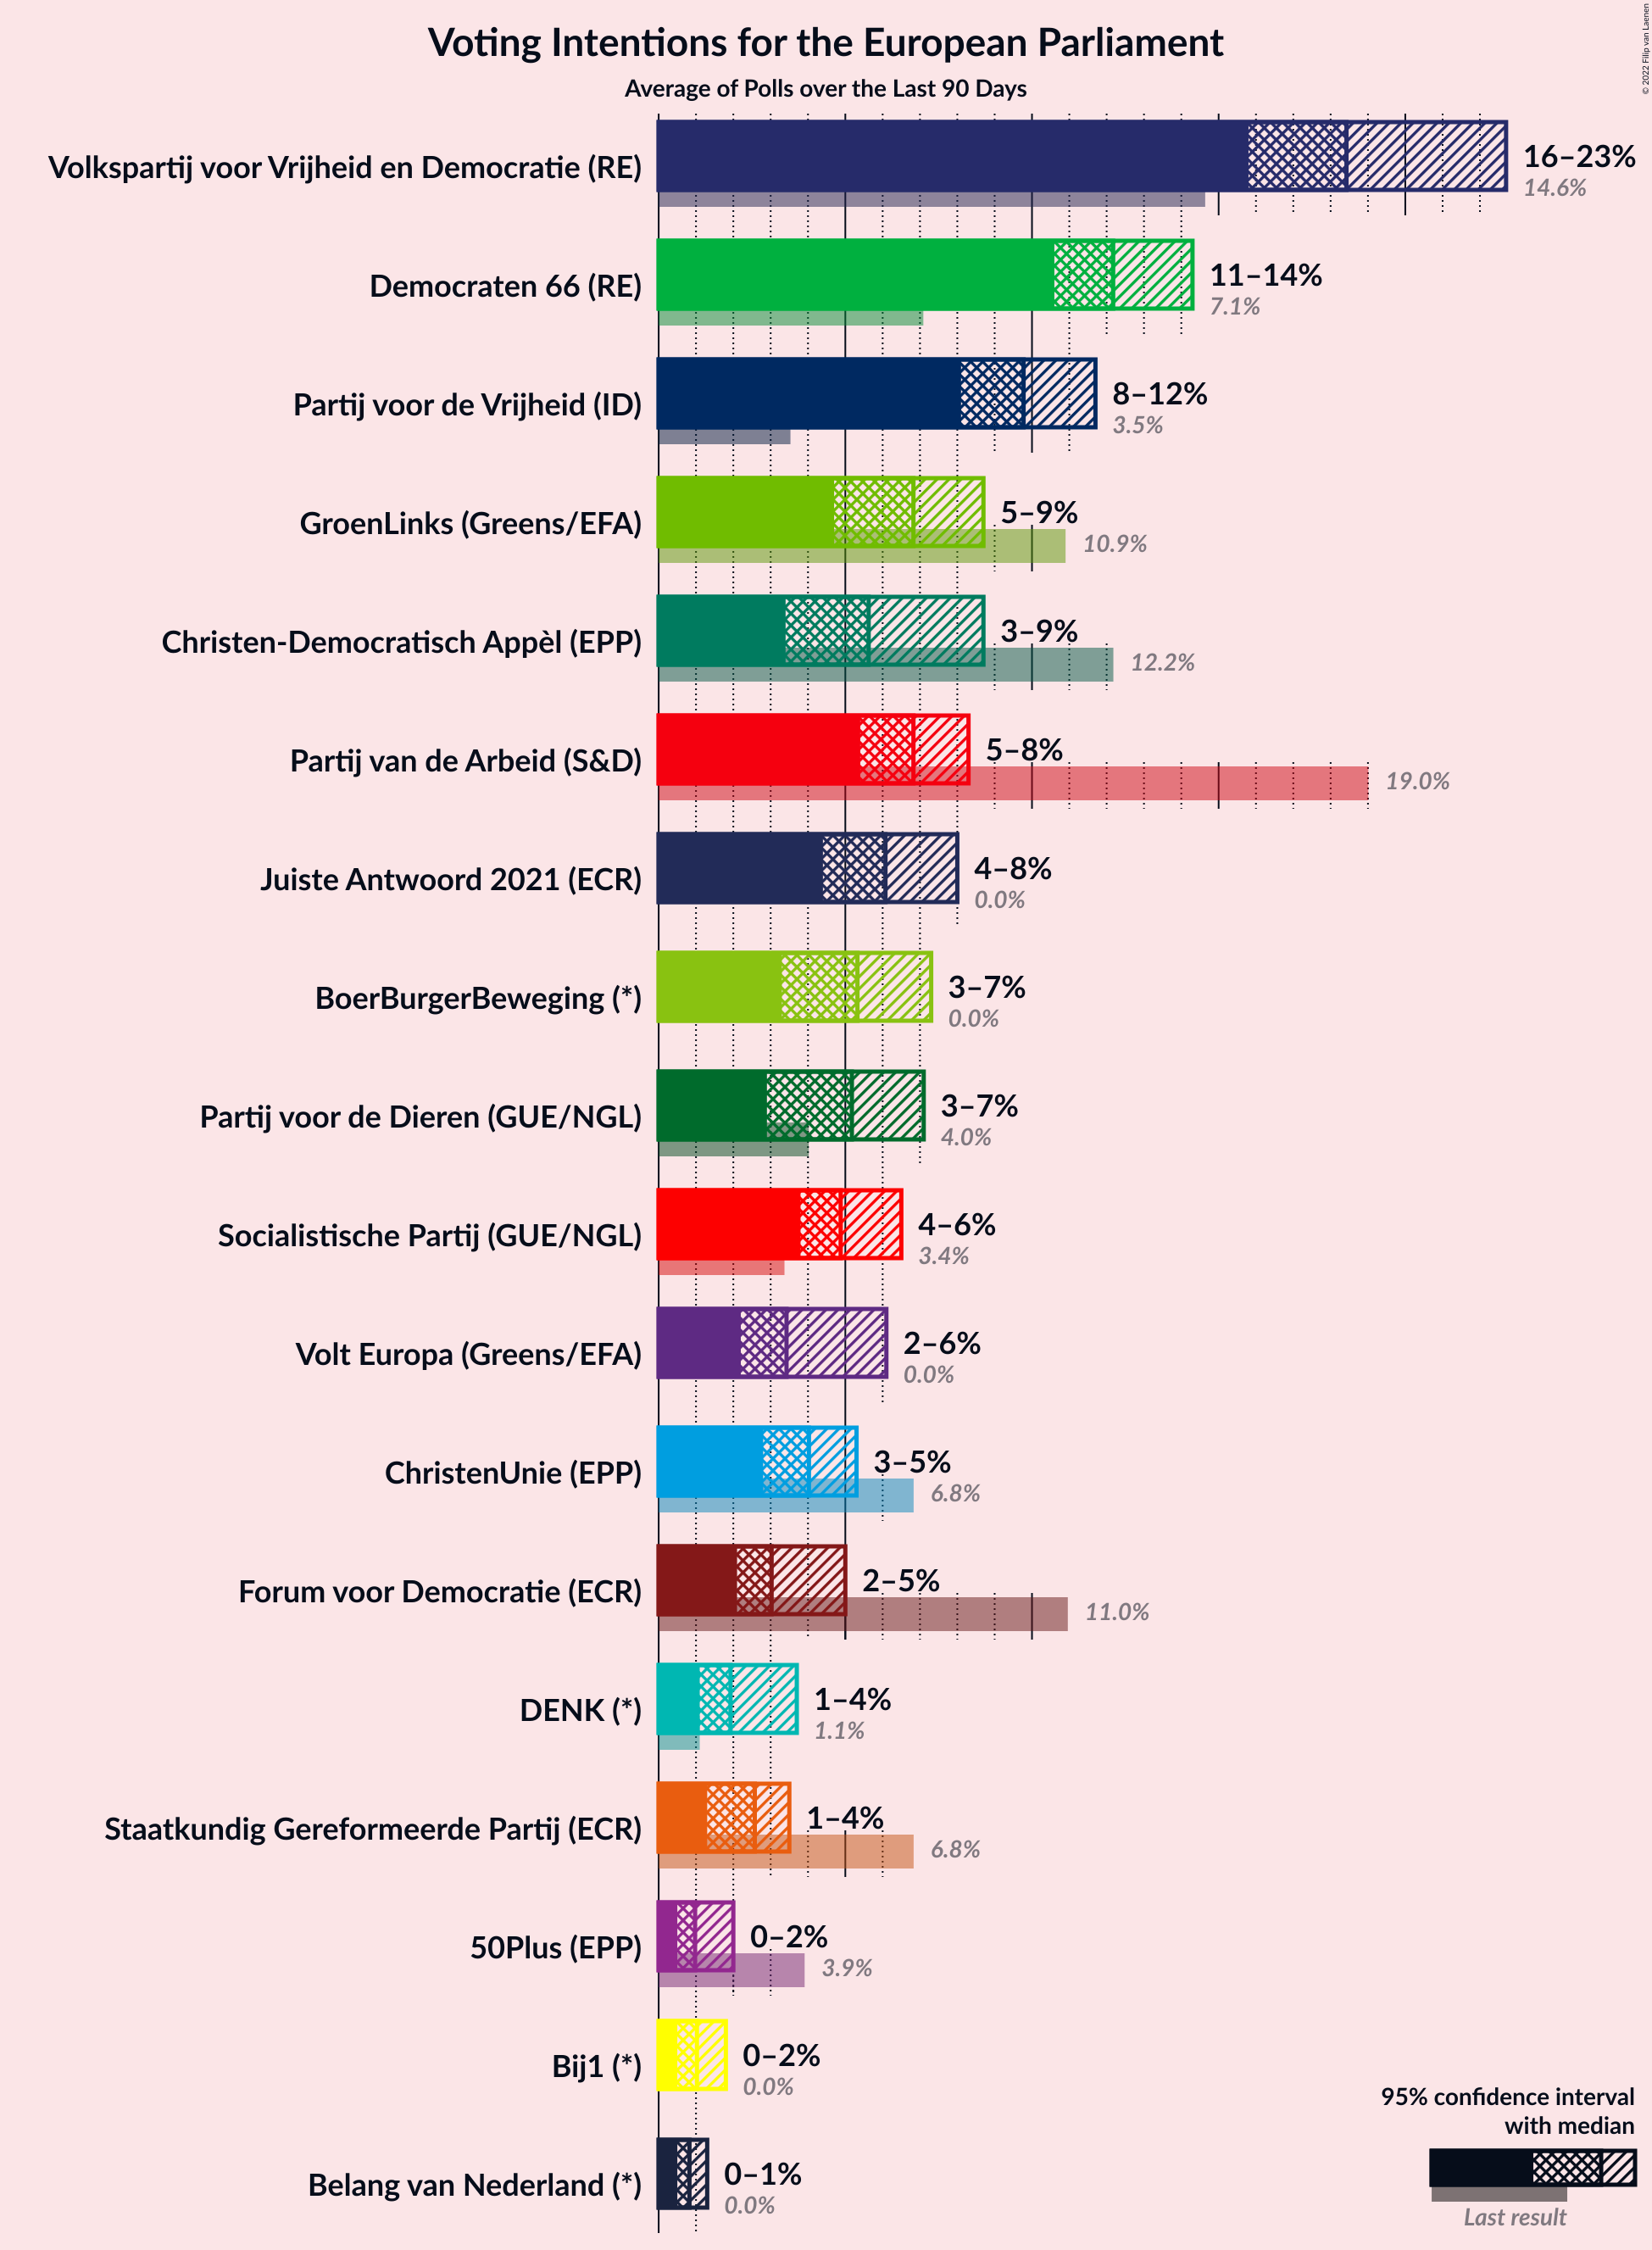 Voting Intentions for the European Parliament
Average of Polls over the Last 90 Days
© 2022 Filip van Laenen
Volkspartij voor Vrijheid en Democratie (RE)
16–23%
14.6%
Democraten 66 (RE)
11–14%
7.1%
Partij voor de Vrijheid (ID)
8–12%
3.5%
GroenLinks (Greens/EFA)
5–9%
10.9%
Christen-Democratisch Appèl (EPP)
3–9%
12.2%
Partij van de Arbeid (S&D)
5–8%
19.0%
Juiste Antwoord 2021 (ECR)
4–8%
0.0%
BoerBurgerBeweging (*)
3–7%
0.0%
Partij voor de Dieren (GUE/NGL)
3–7%
4.0%
Socialistische Partij (GUE/NGL)
4–6%
3.4%
Volt Europa (Greens/EFA)
2–6%
0.0%
ChristenUnie (EPP)
3–5%
6.8%
Forum voor Democratie (ECR)
2–5%
11.0%
DENK (*)
1–4%
1.1%
Staatkundig Gereformeerde Partij (ECR)
1–4%
6.8%
50Plus (EPP)
0–2%
3.9%
Bij1 (*)
0–2%
0.0%
Belang van Nederland (*)
0–1%
0.0%
95% confidence interval
with median
Last result